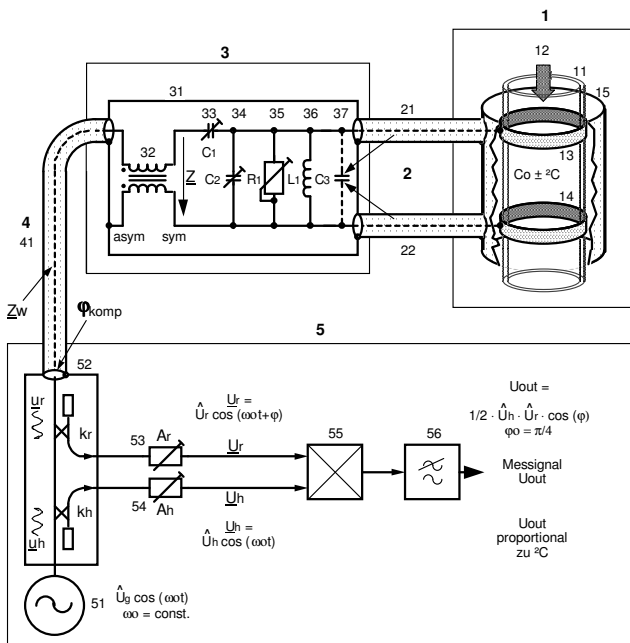 1
3
12
11
15
31
33
34
35
36
37
21
32
C1
C2
R1
L1
C3
Z
2
13
Co ± ²C
14
4
41
asym
sym
22
Zw
φkomp
5
52
ur
kr
53
Ar
Ur =
Ûr cos (ωot+φ)
Ur
55
56
Uout =
1/2 · Ûh · Ûr · cos (φ)
φo = π/4
Messignal
Uout
54
Ah
Uh
kh
uh
Uh =
Ûh cos (ωot)
Uout
proportional
zu ²C
51
Ûg cos (ωot)
ωo = const.